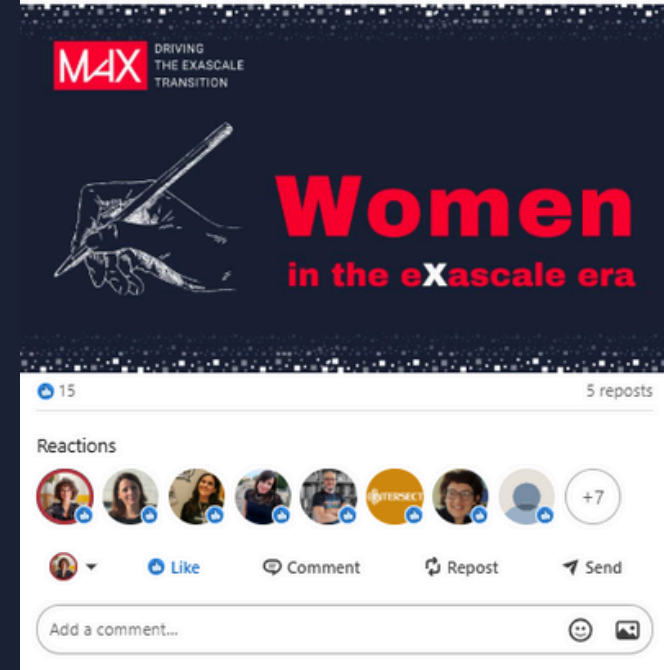 MAX
DRIVING
THE EXASCALE
TRANSITION
Women
in the eXascale era
15
5 reposts
Reactions
INTERSECT
+7
Like
Comment
Repost
Send
Add a comment...